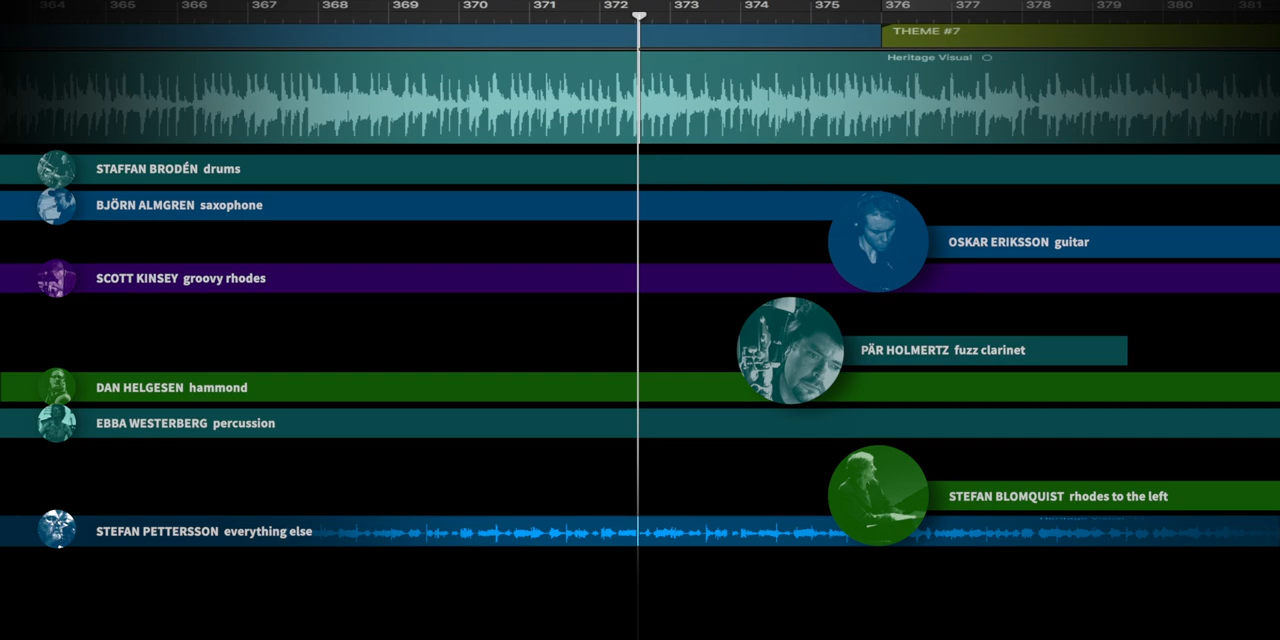 364 365 366 367 368 369 370 371 372 373 374 375 376 377 378 379 380 381
THEME #7
Heritage Visual
STAFFAN BRODÉN drums
BJÖRN ALMGREN saxophone
OSKAR ERIKSSON guitar
SCOTT KINSEY groovy rhodes
PÄR HOLMERTZ fuzz clarinet
DAN HELGESEN hammond
EBBA WESTERBERG percussion
STEFAN BLOMQUIST rhodes to the left
STEFAN PETTERSSON everything else